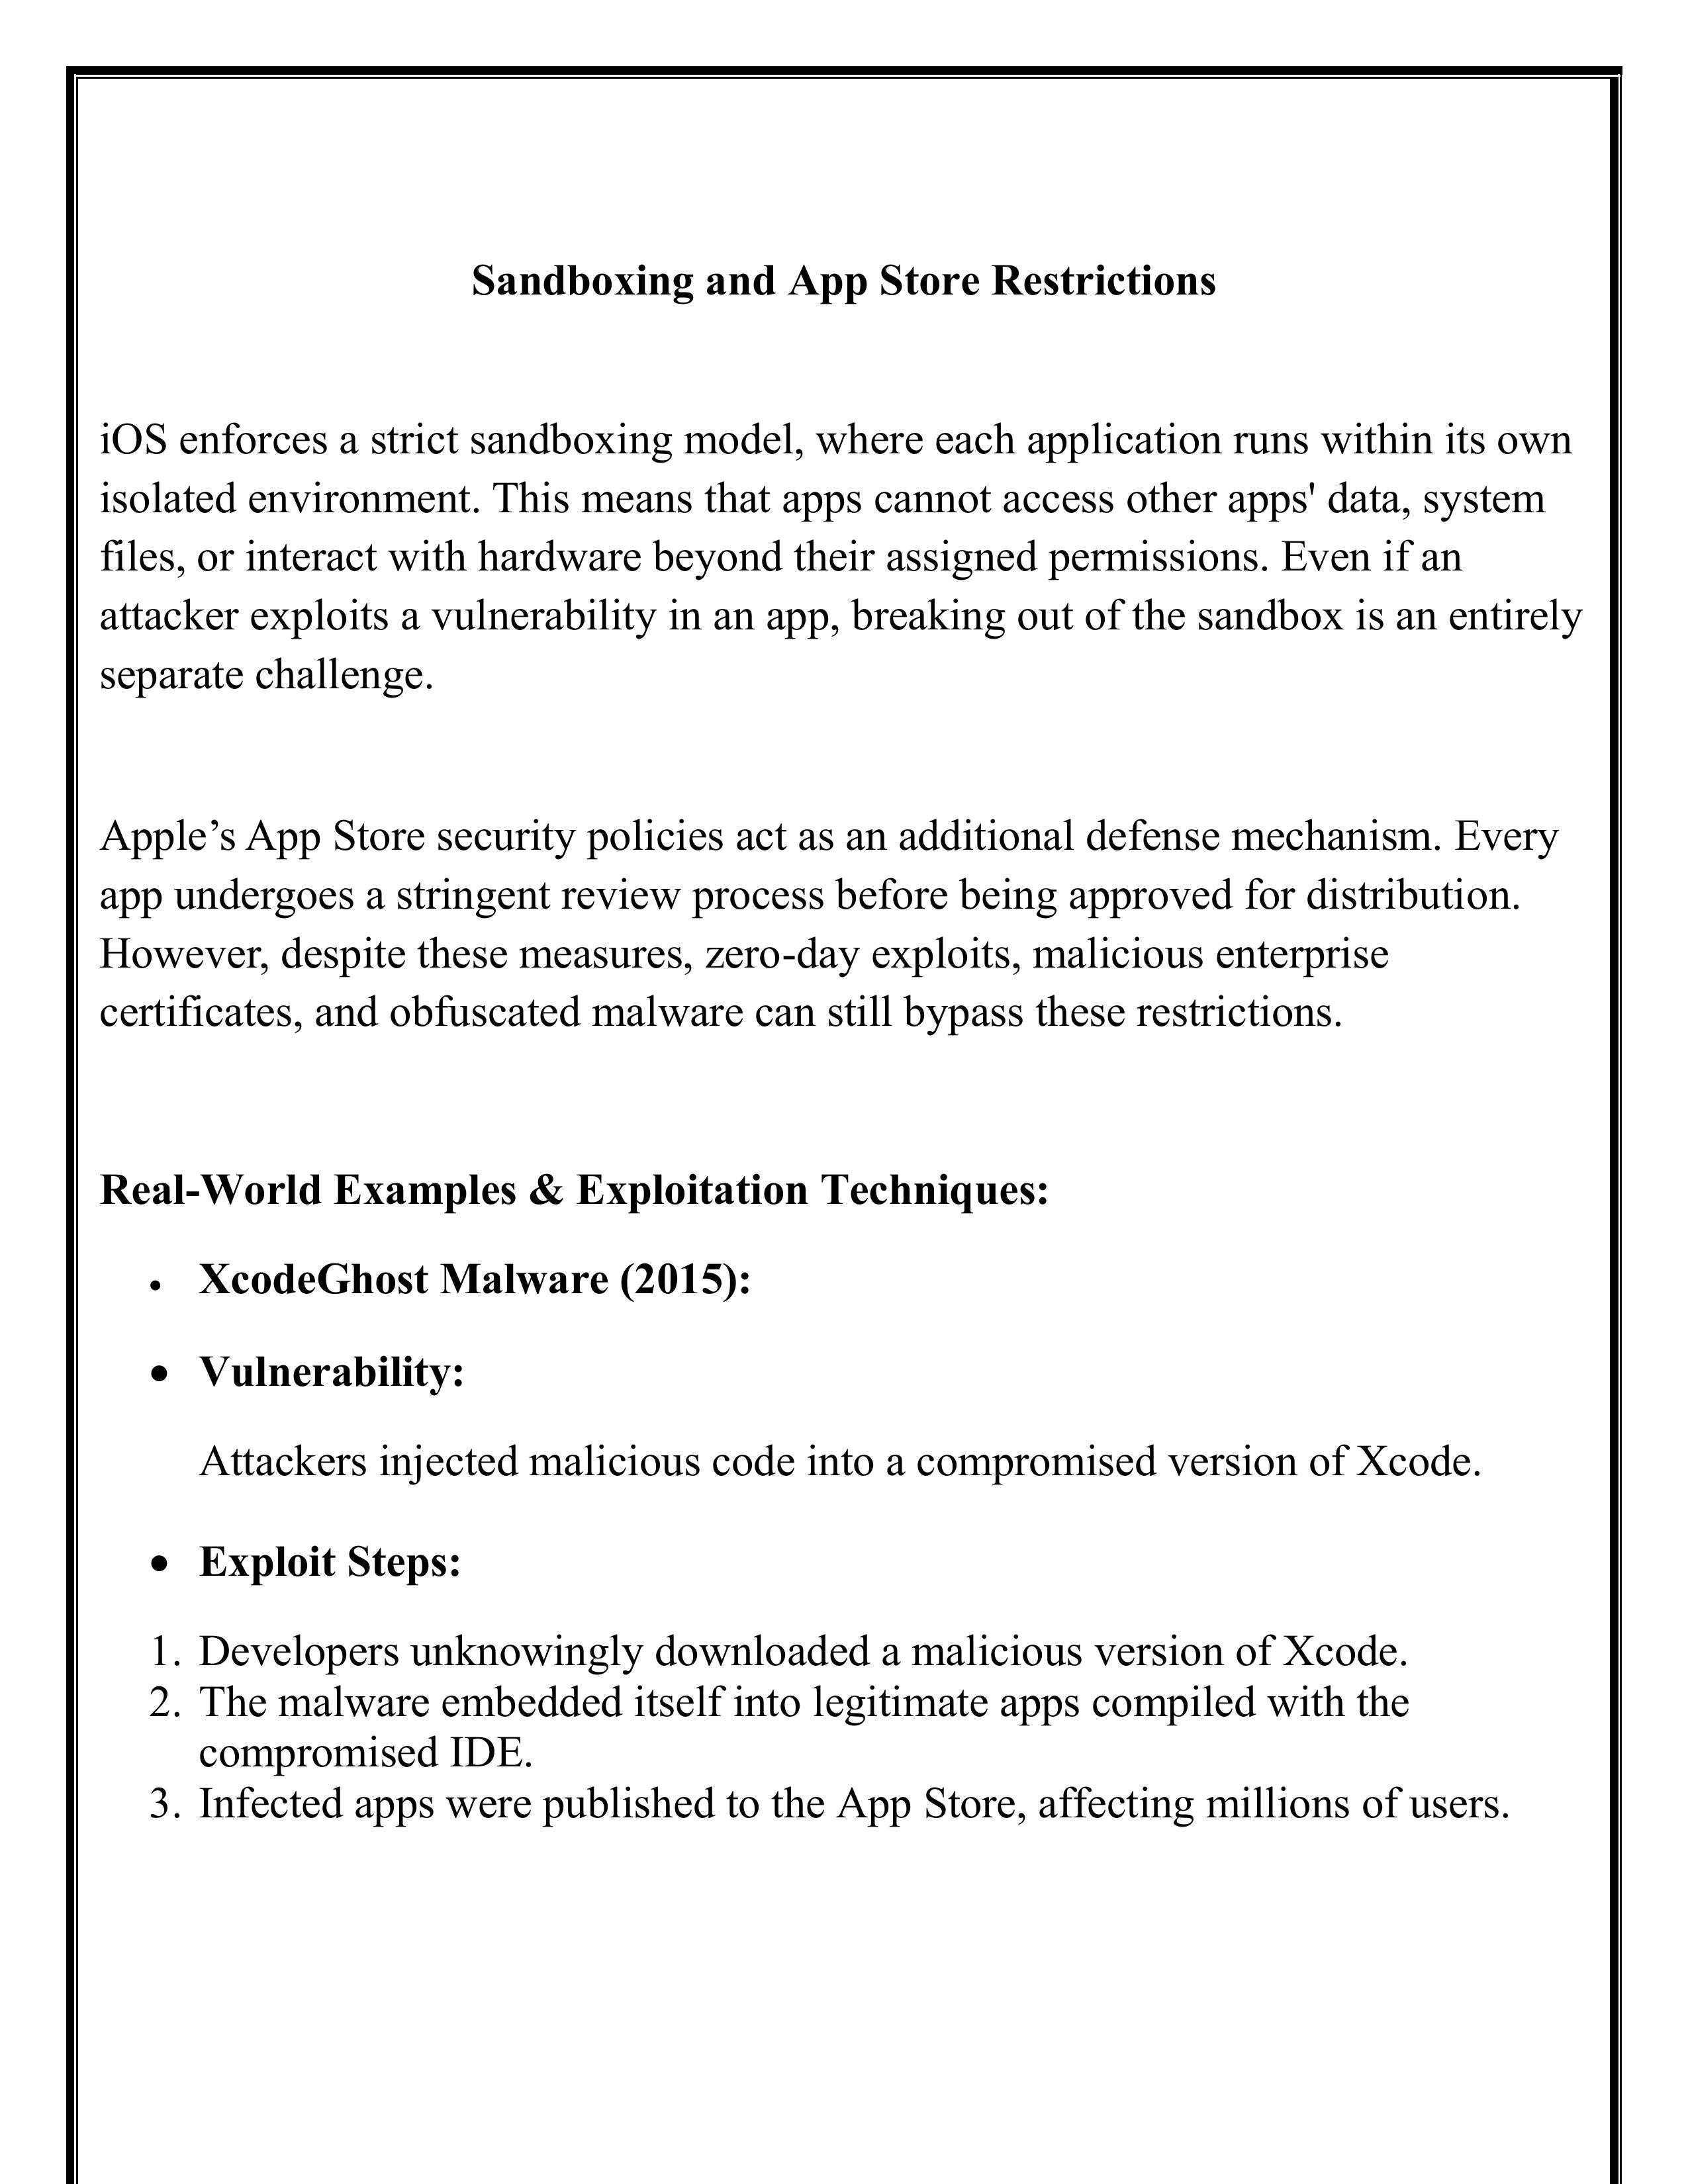 Sandboxing and App Store Restrictions
iOS enforces a strict sandboxing model, where each application runs within its own
isolated environment. This means that apps cannot access other apps' data, system
files, or interact with hardware beyond their assigned permissions. Even if an
attacker exploits a vulnerability in an app, breaking out of the sandbox is an entirely
separate challenge.
Apple’s App Store security policies act as an additional defense mechanism. Every
app undergoes a stringent review process before being approved for distribution.
However, despite these measures, zero-day exploits, malicious enterprise
certificates, and obfuscated malware can still bypass these restrictions.
Real-World Examples & Exploitation Techniques:
• XcodeGhost Malware (2015):
• Vulnerability:
Attackers injected malicious code into a compromised version of Xcode.
• Exploit Steps:
1. Developers unknowingly downloaded a malicious version of Xcode.
2. The malware embedded itself into legitimate apps compiled with the
compromised IDE.
3. Infected apps were published to the App Store, affecting millions of users.